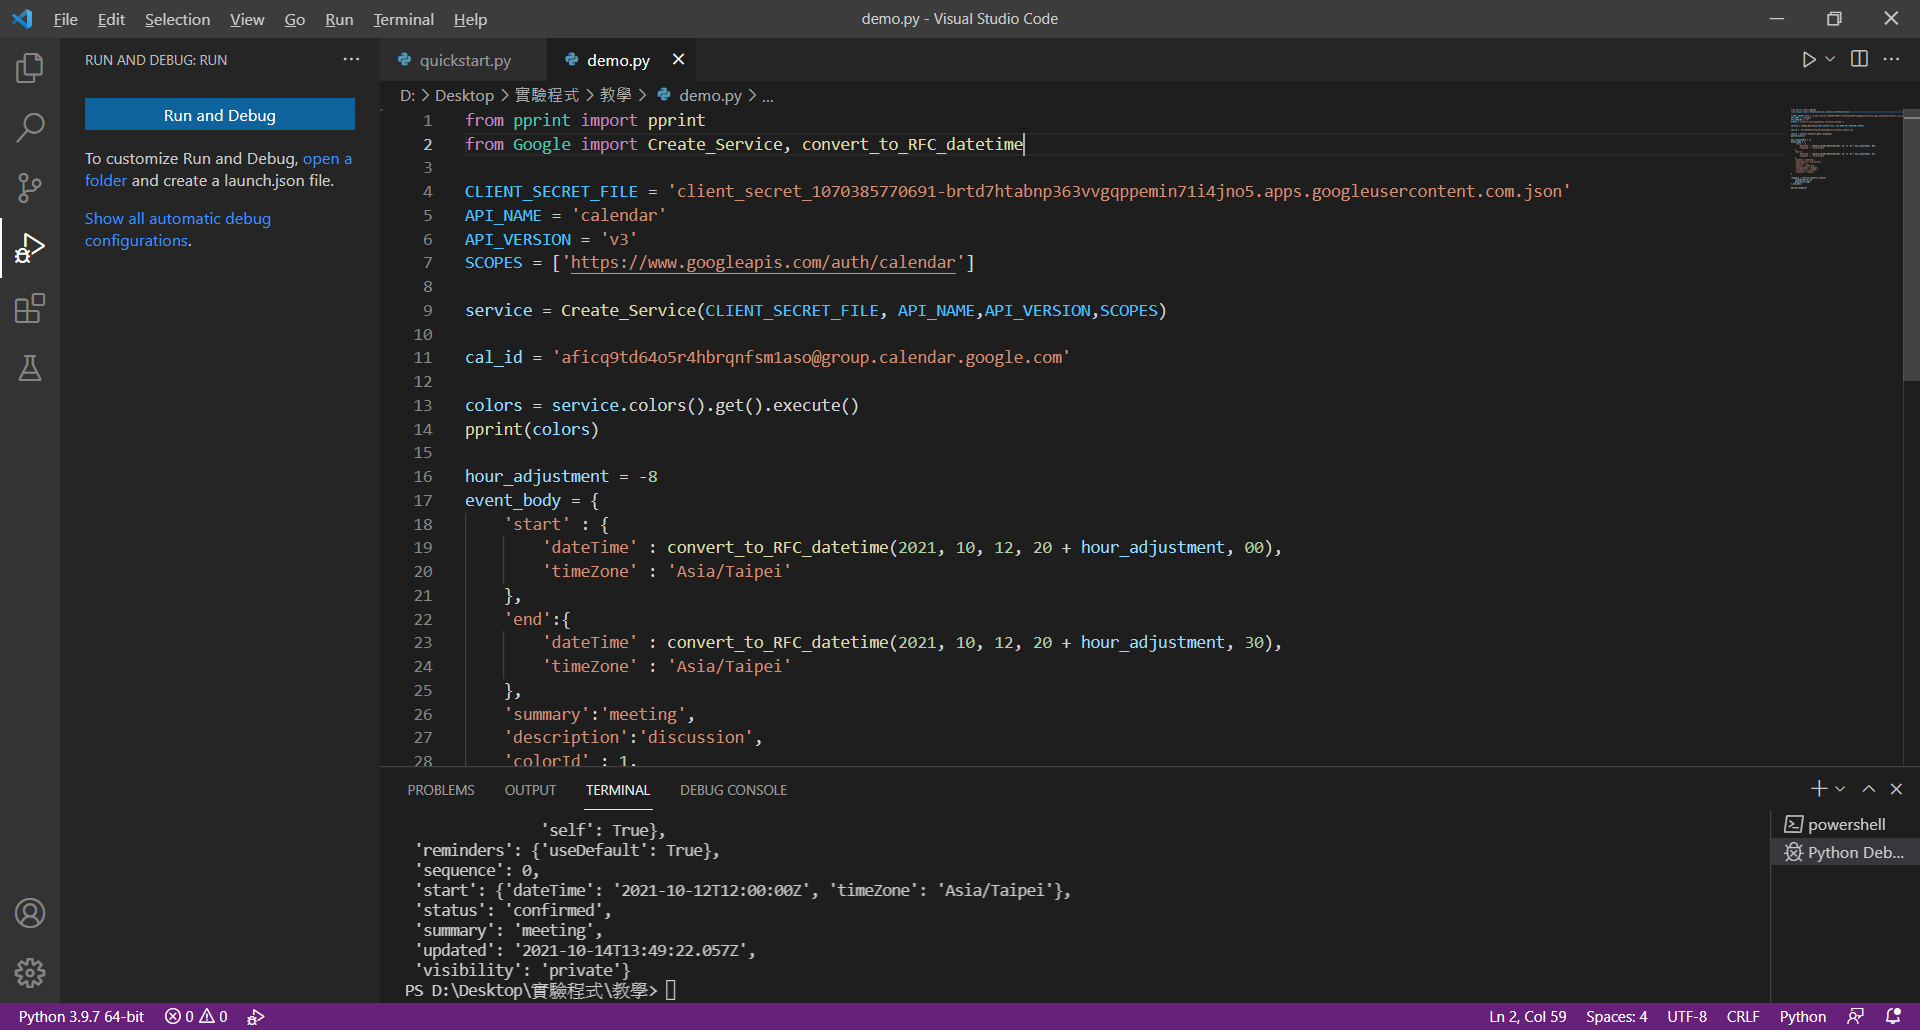 File Edit Selection View Go Run Terminal Help
demo.py - Visual Studio Code
RUN AND DEBUG: RUN
Run and Debug
To customize Run and Debug, open a
folder and create a launch.json file.
Show all automatic debug
configurations.
quickstart.py
demo.py
D: > Desktop > 實驗程式 > 教學 > demo.py > ...
1 from pprint import pprint
2 from Google import Create_Service, convert_to_RFC_datetime
3
4 CLIENT_SECRET_FILE = 'client_secret_1070385770691-brtd7htabnp363vvgqppemin71i4jno5.apps.googleusercontent.com.json'
5 API_NAME = 'calendar'
6 API_VERSION = 'v3'
7 SCOPES = ['https://www.googleapis.com/auth/calendar']
8
9 service = Create_Service(CLIENT_SECRET_FILE, API_NAME,API_VERSION,SCOPES)
10
11 cal_id = 'aficq9td64o5r4hbrqnfsm1aso@group.calendar.google.com'
12
13 colors = service.colors().get().execute()
14 pprint(colors)
15
16 hour_adjustment = -8
17 event_body = {
18 'start' : {
19 'dateTime' : convert_to_RFC_datetime(2021, 10, 12, 20 + hour_adjustment, 00),
20 'timeZone' : 'Asia/Taipei'
21 },
22 'end':{
23 'dateTime' : convert_to_RFC_datetime(2021, 10, 12, 20 + hour_adjustment, 30),
24 'timeZone' : 'Asia/Taipei'
25 },
26 'summary':'meeting',
27 'description':'discussion',
28 'colorId' : 1,
PROBLEMS OUTPUT TERMINAL DEBUG CONSOLE
'self': True},
'reminders': {'useDefault': True},
'sequence': 0,
'start': {'dateTime': '2021-10-12T12:00:00Z', 'timeZone': 'Asia/Taipei'},
'status': 'confirmed',
'summary': 'meeting',
'updated': '2021-10-14T13:49:22.057Z',
'visibility': 'private'}
PS D:\Desktop\實驗程式\教學>
powershell
Python Deb...
Python 3.9.7 64-bit 0 0
Ln 2, Col 59 Spaces: 4 UTF-8 CRLF Python